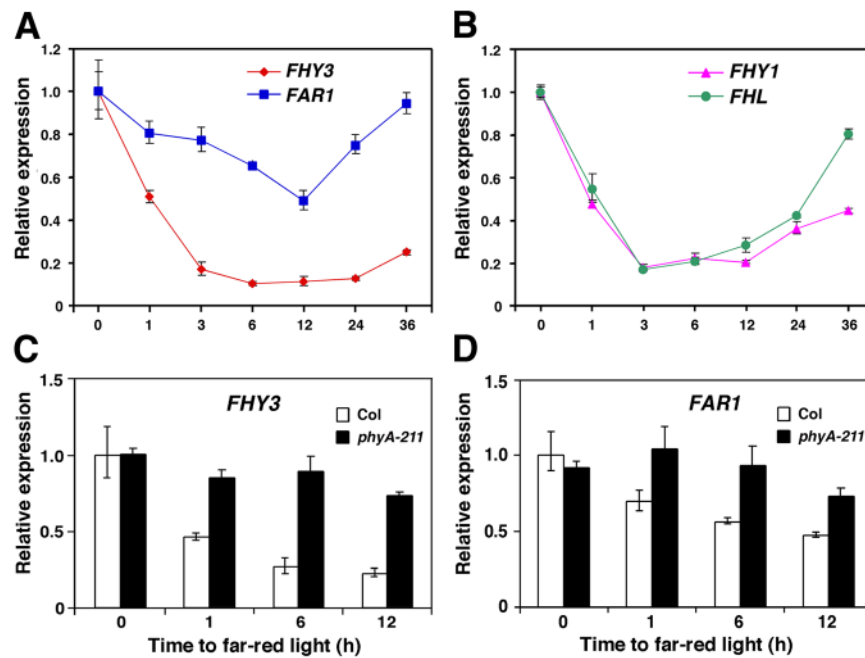 A
Relative expression
1.2
1.0
0.8
0.6
0.4
0.2
0
FHY3
FAR1
0 1 3 6 12 24 36
B
Relative expression
1.2
1.0
0.8
0.6
0.4
0.2
0
FHY1
FHL
0 1 3 6 12 24 36
C
Relative expression
1.5
1.0
0.5
0
FHY3
Col
phyA-211
0 1 6 12
Time to far-red light (h)
D
Relative expression
1.5
1.0
0.5
0
FAR1
Col
phyA-211
0 1 6 12
Time to far-red light (h)